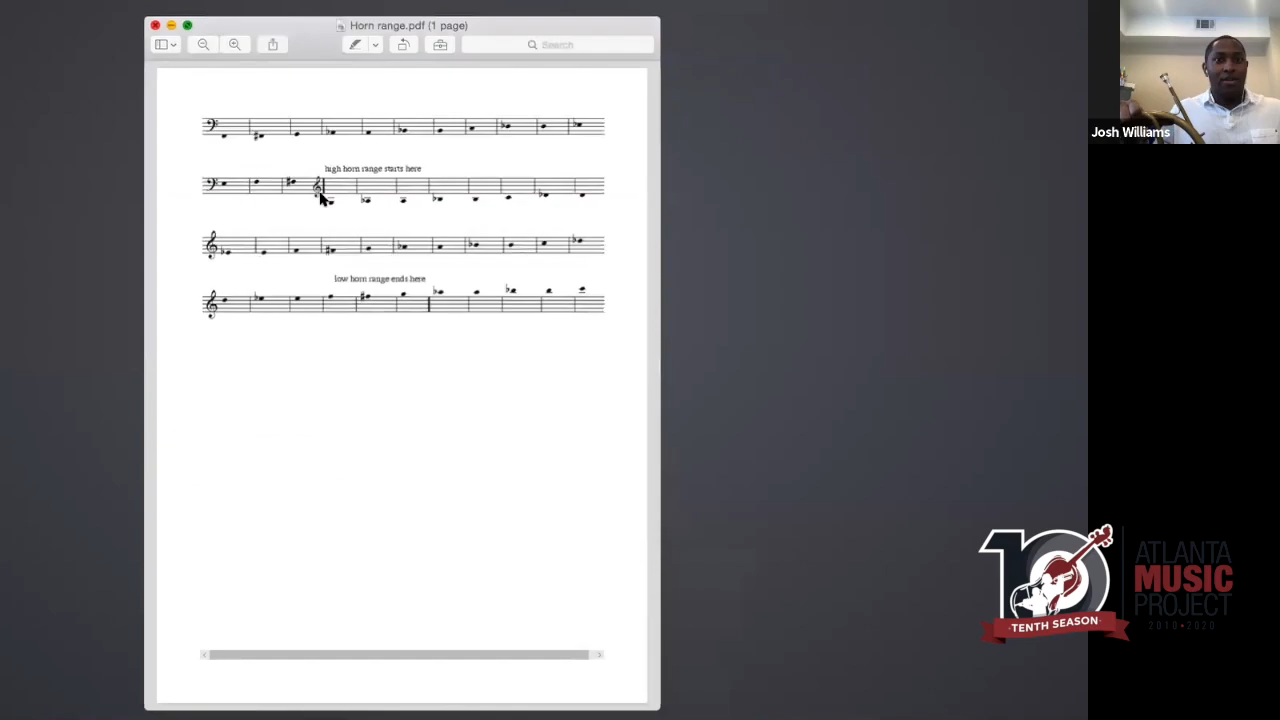 Horn range.pdf (1 page)
Search
Josh Williams
high horn range starts here
low horn range ends here
10
TENTH SEASON
ATLANTA
MUSIC
PROJECT
2010•2020